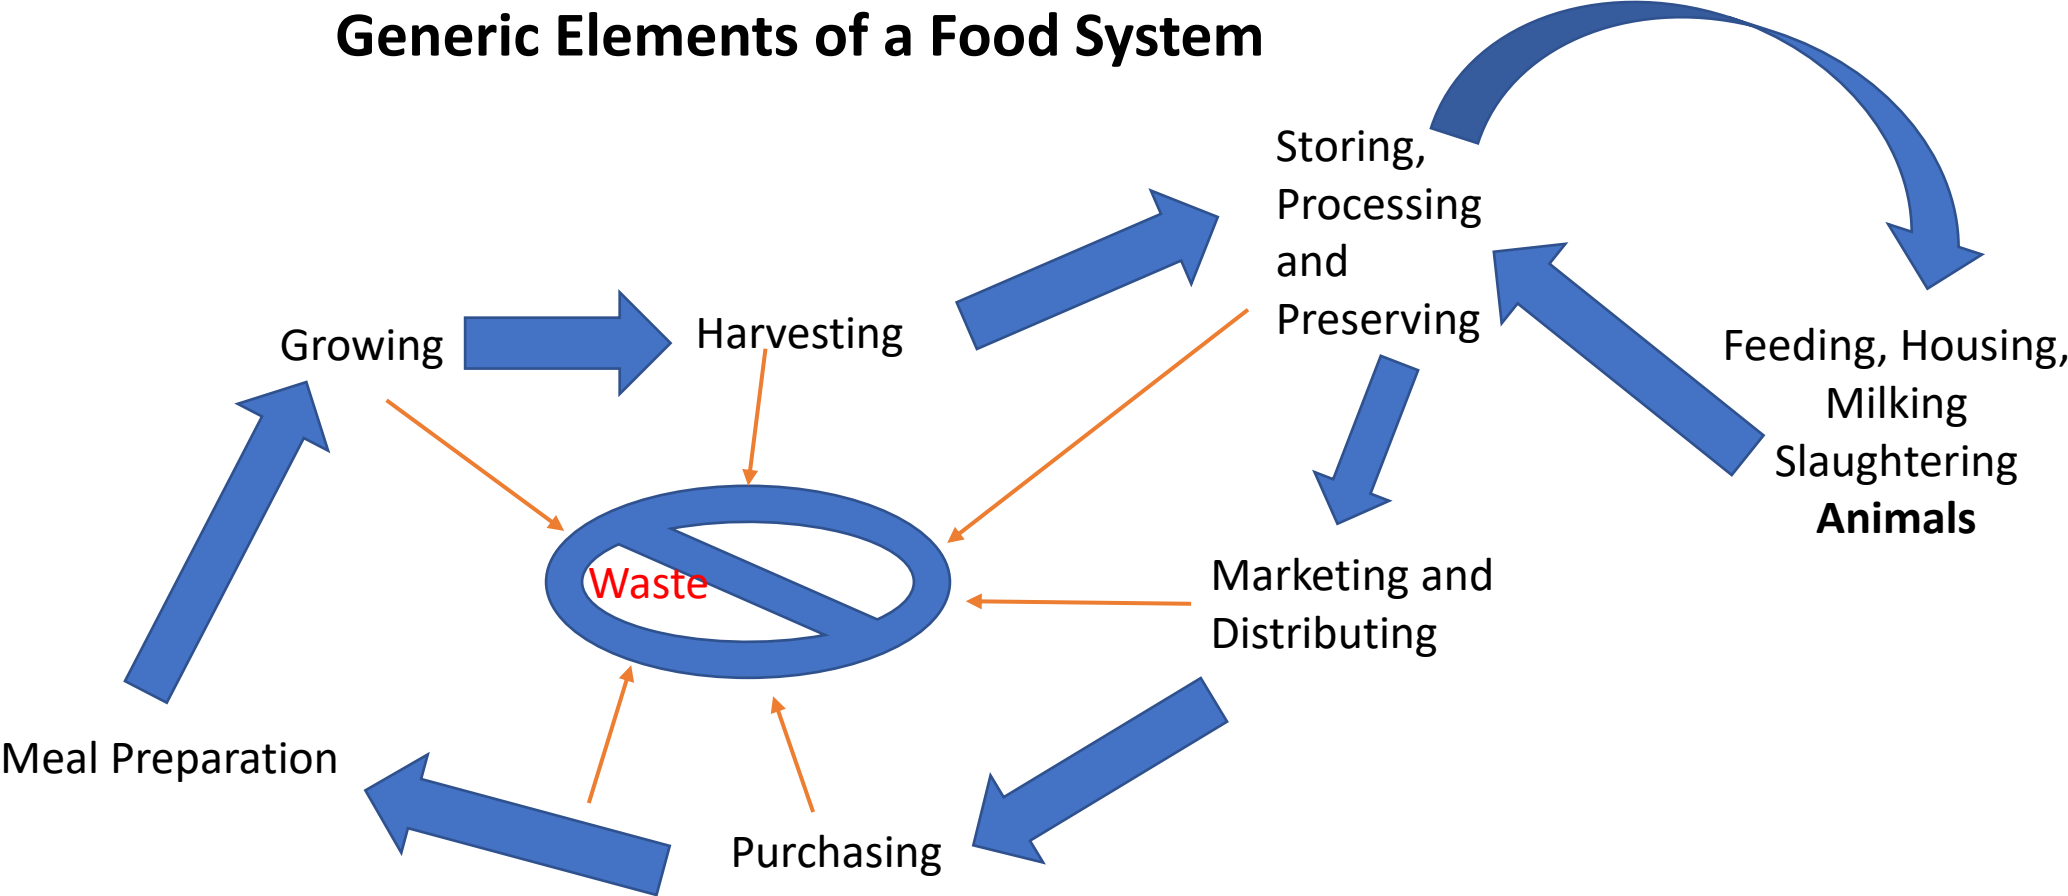 Generic Elements of a Food System
Storing,
Processing
and
Preserving
Growing
Harvesting
Feeding, Housing,
Milking
Slaughtering
Animals
Waste
Marketing and
Distributing
Meal Preparation
Purchasing